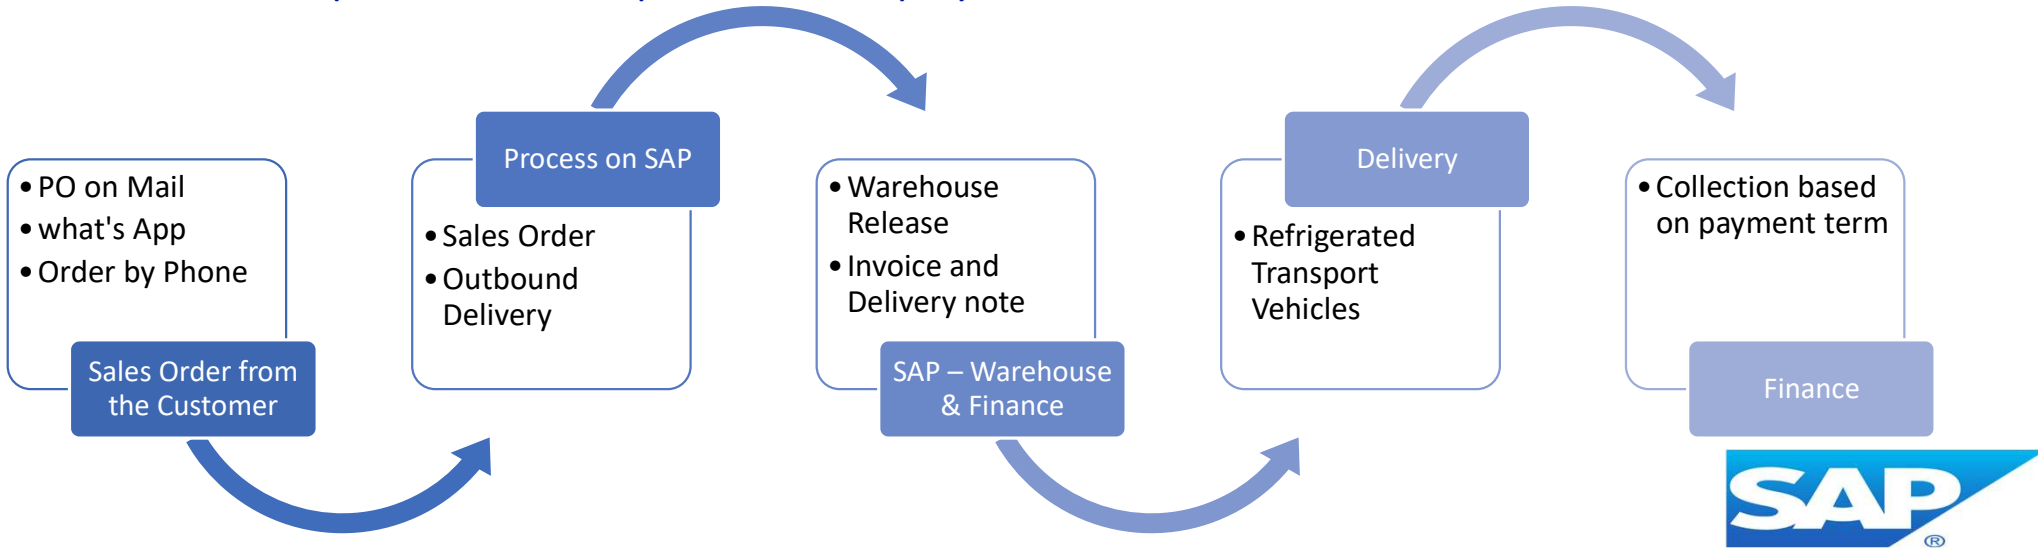 • PO on Mail
• what's App
• Order by Phone
Sales Order from
the Customer
Process on SAP
• Sales Order
• Outbound
Delivery
• Warehouse
Release
• Invoice and
Delivery note
SAP – Warehouse
& Finance
Delivery
• Refrigerated
Transport
Vehicles
• Collection based
on payment term
Finance
SAP
®